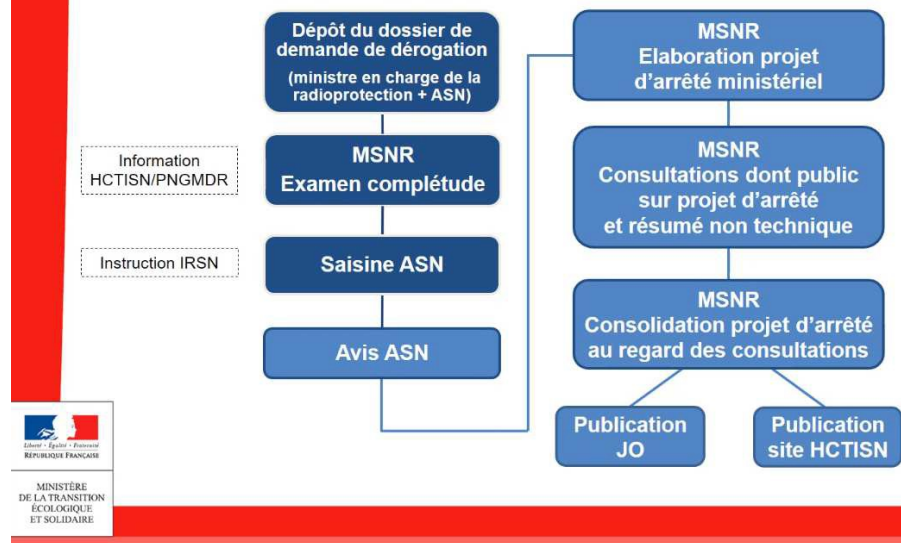 Dépôt du dossier de
demande de dérogation
(ministre en charge de la
radioprotection + ASN)
Information
HCTISN/PNGMDR
MSNR
Examen complétude
Instruction IRSN
Saisine ASN
Avis ASN
MSNR
Elaboration projet
d'arrêté ministériel
MSNR
Consultations dont public
sur projet d'arrêté
et résumé non technique
MSNR
Consolidation projet d'arrêté
au regard des consultations
Publication
JO
Publication
site HCTISN
Liberté • Égalité • Fraternité
RÉPUBLIQUE FRANÇAISE
MINISTÈRE
DE LA TRANSITION
ÉCOLOGIQUE
ET SOLIDAIRE